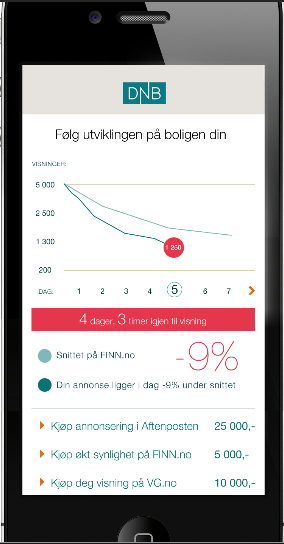 DNB
Følg utviklingen på boligen din
VISNINGER:
5 000
2 500
1 300
200
1 250
DAG: 1 2 3 4 5 6 7
4 dager, 3 timer igjen til visning
Snittet på FINN.no
-9%
Din annonse ligger i dag -9% under snittet
Kjøp annonsering i Aftenposten 25 000,-
Kjøp økt synlighet på FINN.no 5 000,-
Kjøp deg visning på VG.no 10 000,-